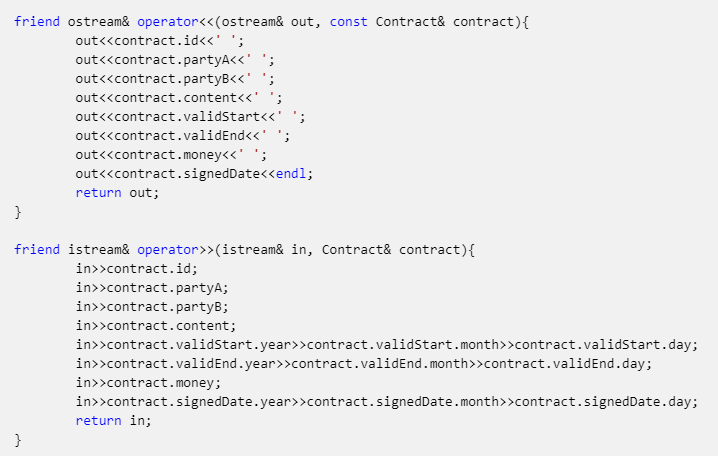 friend ostream& operator<<(ostream& out, const Contract& contract){
        out<<contract.id<<' ';
        out<<contract.partyA<<' ';
        out<<contract.partyB<<' ';
        out<<contract.content<<' ';
        out<<contract.validStart<<' ';
        out<<contract.validEnd<<' ';
        out<<contract.money<<' ';
        out<<contract.signedDate<<endl;
        return out;
}

friend istream& operator>>(istream& in, Contract& contract){
        in>>contract.id;
        in>>contract.partyA;
        in>>contract.partyB;
        in>>contract.content;
        in>>contract.validStart.year>>contract.validStart.month>>contract.validStart.day;
        in>>contract.validEnd.year>>contract.validEnd.month>>contract.validEnd.day;
        in>>contract.money;
        in>>contract.signedDate.year>>contract.signedDate.month>>contract.signedDate.day;
        return in;
}